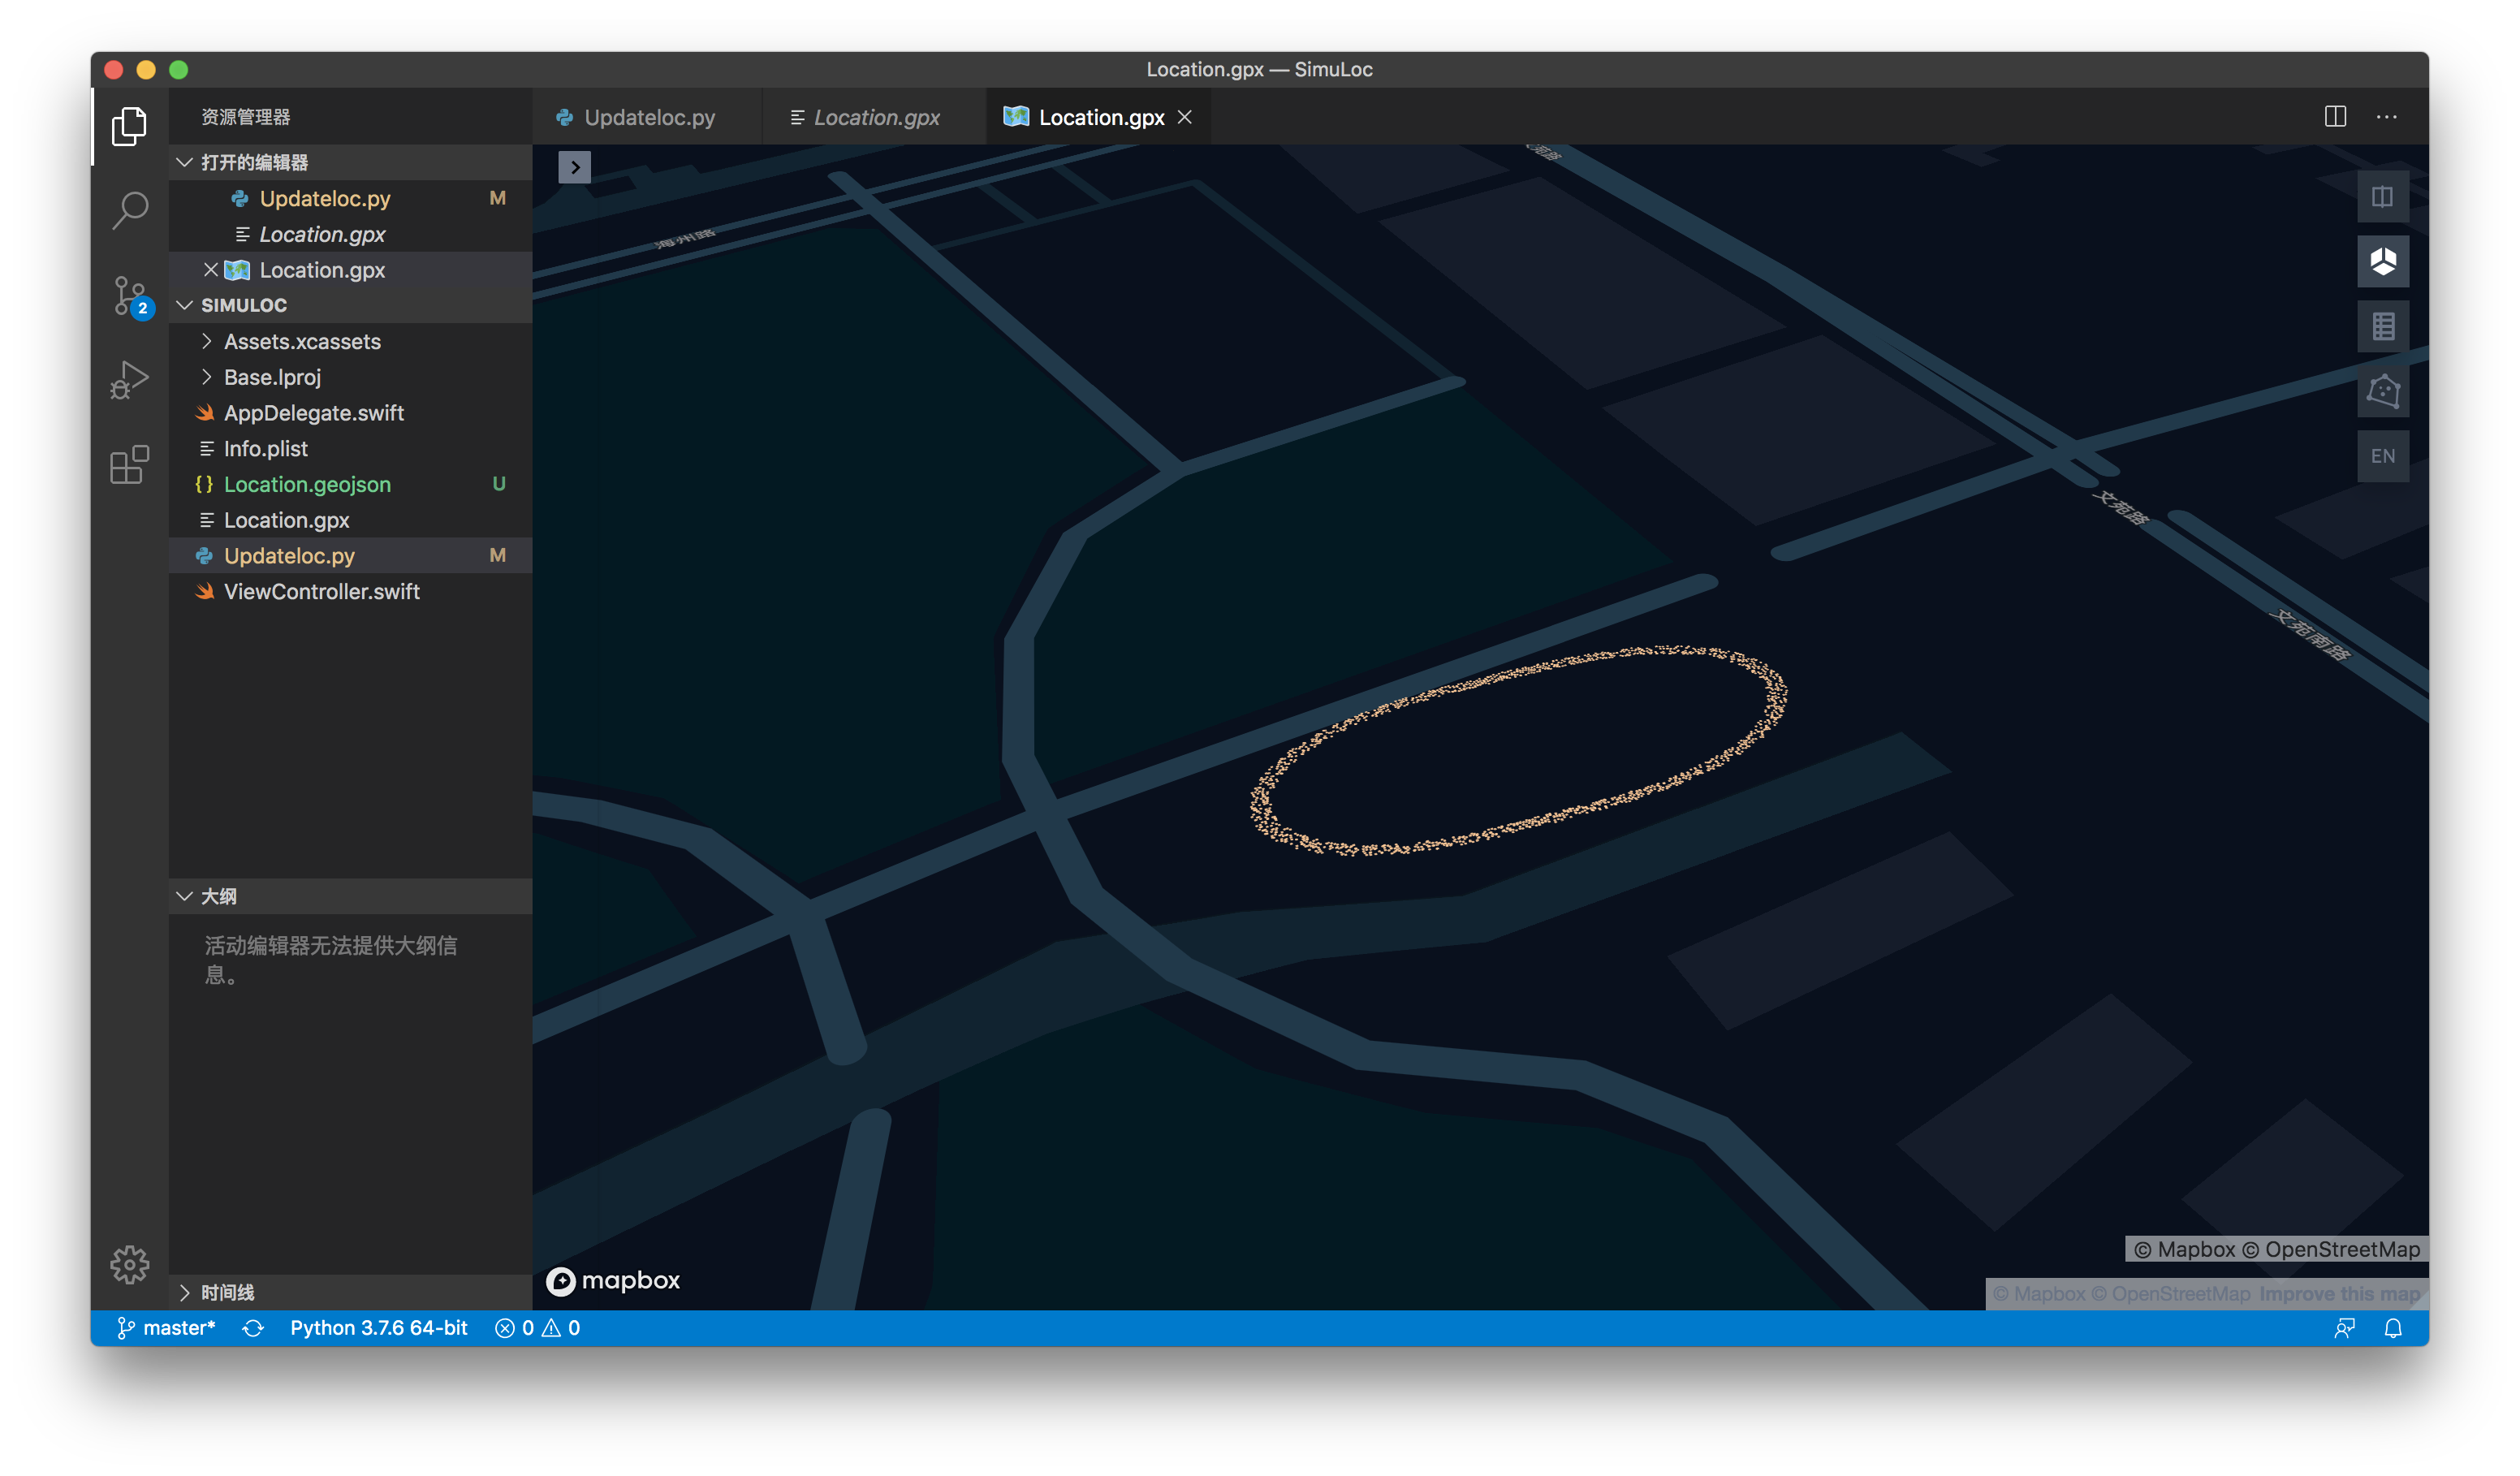 Location.gpx — SimuLoc
资源管理器
Updateloc.py
Location.gpx
Location.gpx
打开的编辑器
Updateloc.py M
Location.gpx
Location.gpx
2
SIMULOC
Assets.xcassets
Base.lproj
AppDelegate.swift
Info.plist
Location.geojson U
Location.gpx
Updateloc.py M
ViewController.swift
大纲
活动编辑器无法提供大纲信
息。
时间线
文苑路
海州路
EN
文苑路
文苑南路
mapbox
© Mapbox © OpenStreetMap
© Mapbox © OpenStreetMap Improve this map
master*
Python 3.7.6 64-bit
0
0